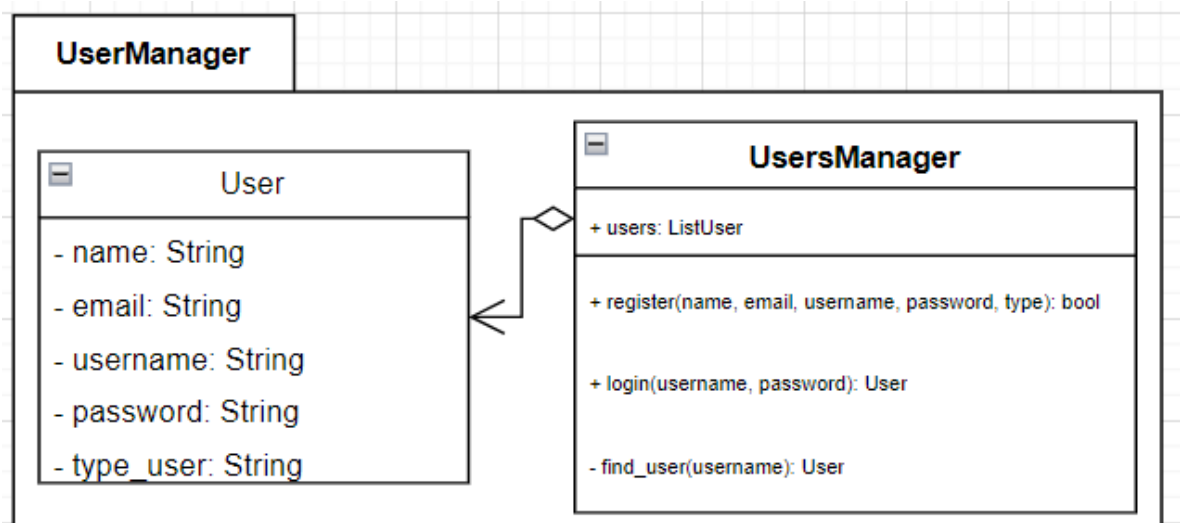 UserManager
User
- name: String
- email: String
- username: String
- password: String
- type_user: String
UsersManager
+ users: ListUser
+ register(name, email, username, password, type): bool
+ login(username, password): User
- find_user(username): User